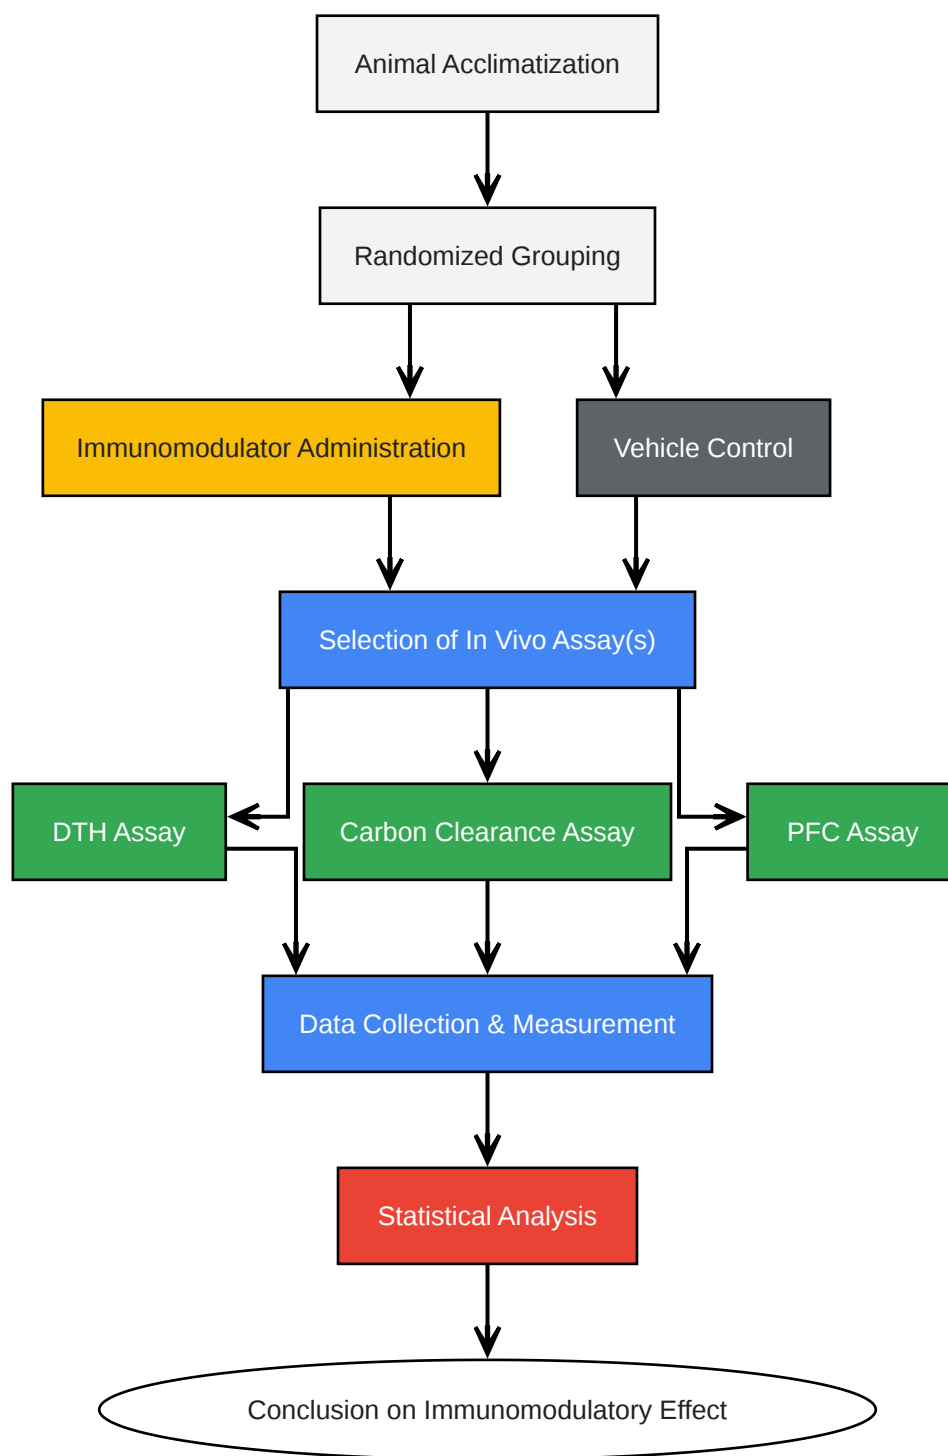 Animal Acclimatization
Randomized Grouping
Immunomodulator Administration
Vehicle Control
Selection of In Vivo Assay(s)
DTH Assay
Carbon Clearance Assay
PFC Assay
Data Collection & Measurement
Statistical Analysis
Conclusion on Immunomodulatory Effect